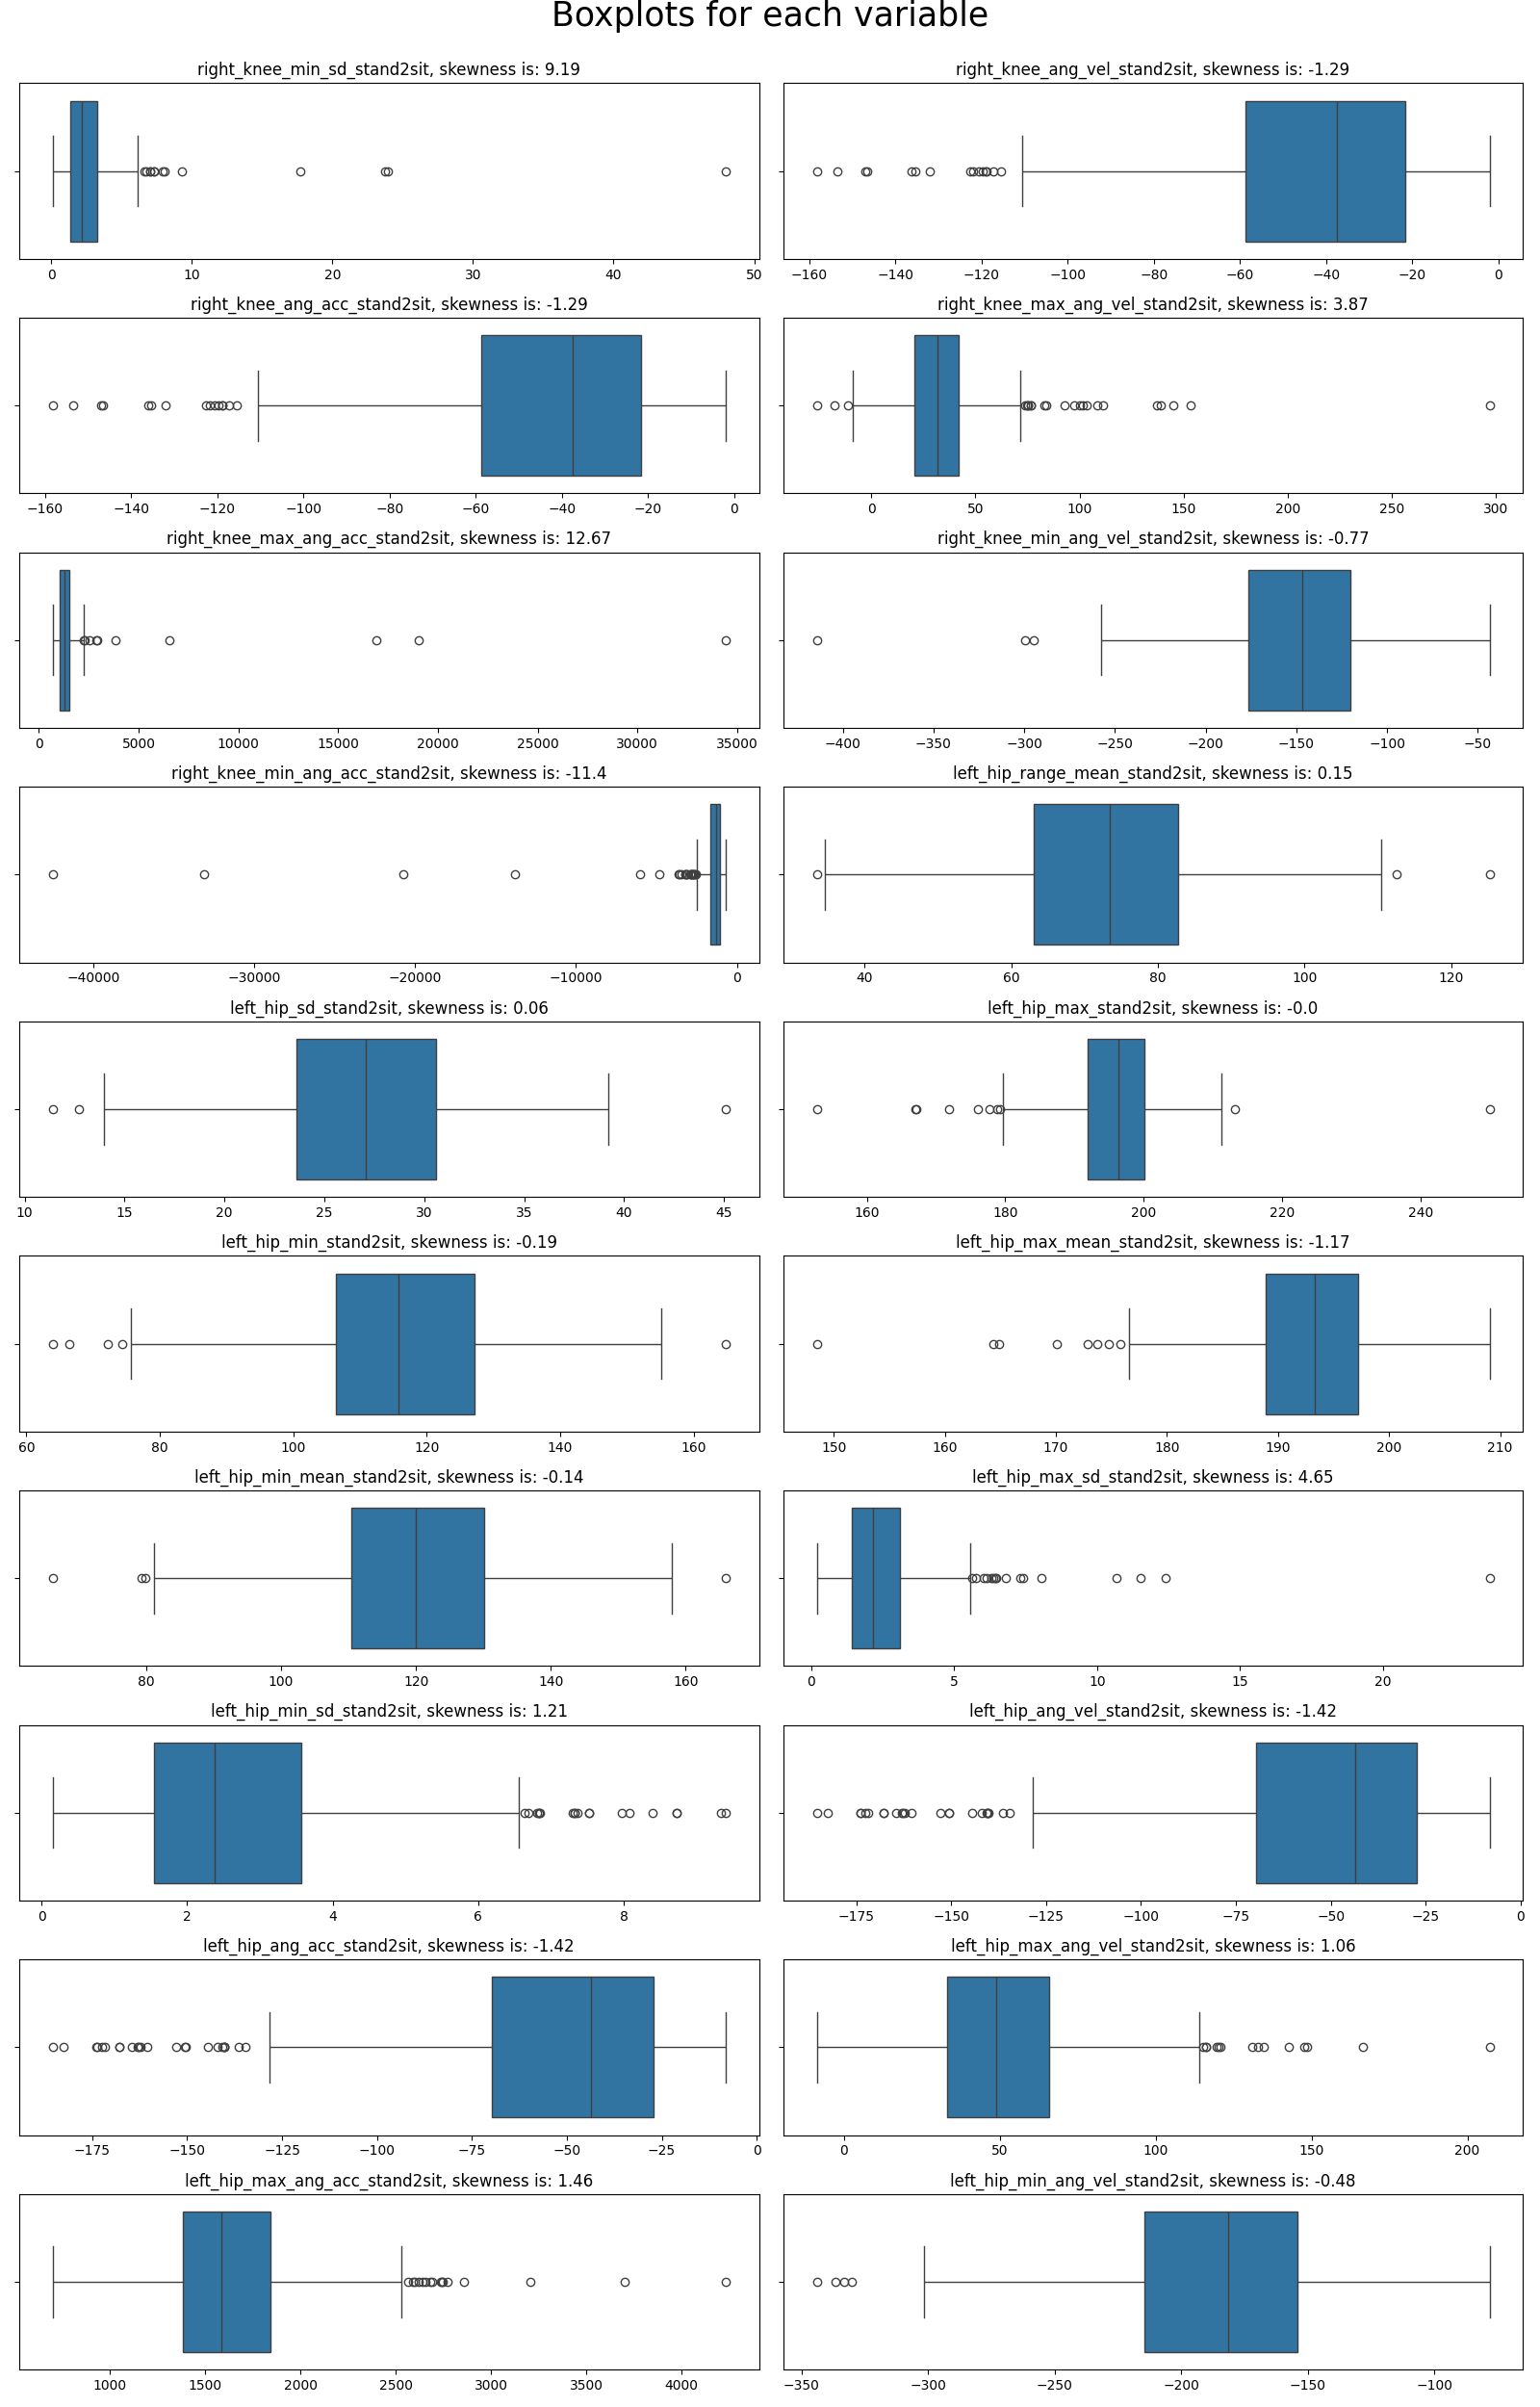 Boxplots for each variable
right_knee_min_sd_stand2sit, skewness is: 9.19
right_knee_ang_vel_stand2sit, skewness is: -1.29
0 10 20 30 40 50
−160 −140 −120 −100 −80 −60 −40 −20 0
right_knee_ang_acc_stand2sit, skewness is: -1.29
right_knee_max_ang_vel_stand2sit, skewness is: 3.87
−160 −140 −120 −100 −80 −60 −40 −20 0
0 50 100 150 200 250 300
right_knee_max_ang_acc_stand2sit, skewness is: 12.67
right_knee_min_ang_vel_stand2sit, skewness is: -0.77
0 5000 10000 15000 20000 25000 30000 35000
−400 −350 −300 −250 −200 −150 −100 −50
right_knee_min_ang_acc_stand2sit, skewness is: -11.4
left_hip_range_mean_stand2sit, skewness is: 0.15
−40000 −30000 −20000 −10000 0
40 60 80 100 120
left_hip_sd_stand2sit, skewness is: 0.06
left_hip_max_stand2sit, skewness is: -0.0
10 15 20 25 30 35 40 45
160 180 200 220 240
left_hip_min_stand2sit, skewness is: -0.19
left_hip_max_mean_stand2sit, skewness is: -1.17
60 80 100 120 140 160
150 160 170 180 190 200 210
left_hip_min_mean_stand2sit, skewness is: -0.14
left_hip_max_sd_stand2sit, skewness is: 4.65
80 100 120 140 160
0 5 10 15 20
left_hip_min_sd_stand2sit, skewness is: 1.21
left_hip_ang_vel_stand2sit, skewness is: -1.42
0 2 4 6 8
−175 −150 −125 −100 −75 −50 −25 0
left_hip_ang_acc_stand2sit, skewness is: -1.42
left_hip_max_ang_vel_stand2sit, skewness is: 1.06
−175 −150 −125 −100 −75 −50 −25 0
0 50 100 150 200
left_hip_max_ang_acc_stand2sit, skewness is: 1.46
left_hip_min_ang_vel_stand2sit, skewness is: -0.48
1000 1500 2000 2500 3000 3500 4000
−350 −300 −250 −200 −150 −100